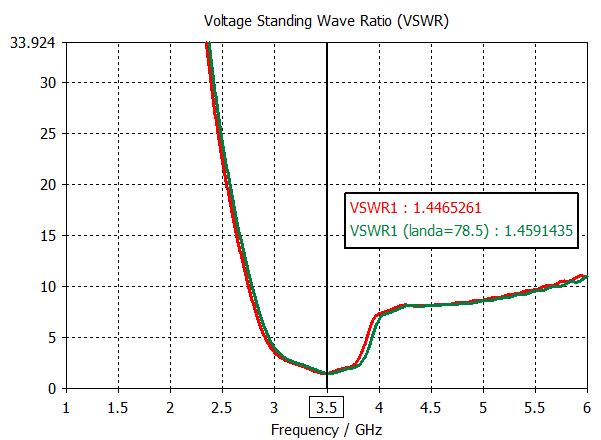 Voltage Standing Wave Ratio (VSWR)
33.924
30
25
20
15
10
5
0
VSWR1 : 1.4465261
VSWR1 (landa=78.5) : 1.4591435
1 1.5 2 2.5 3 3.5 4 4.5 5 5.5 6
Frequency / GHz